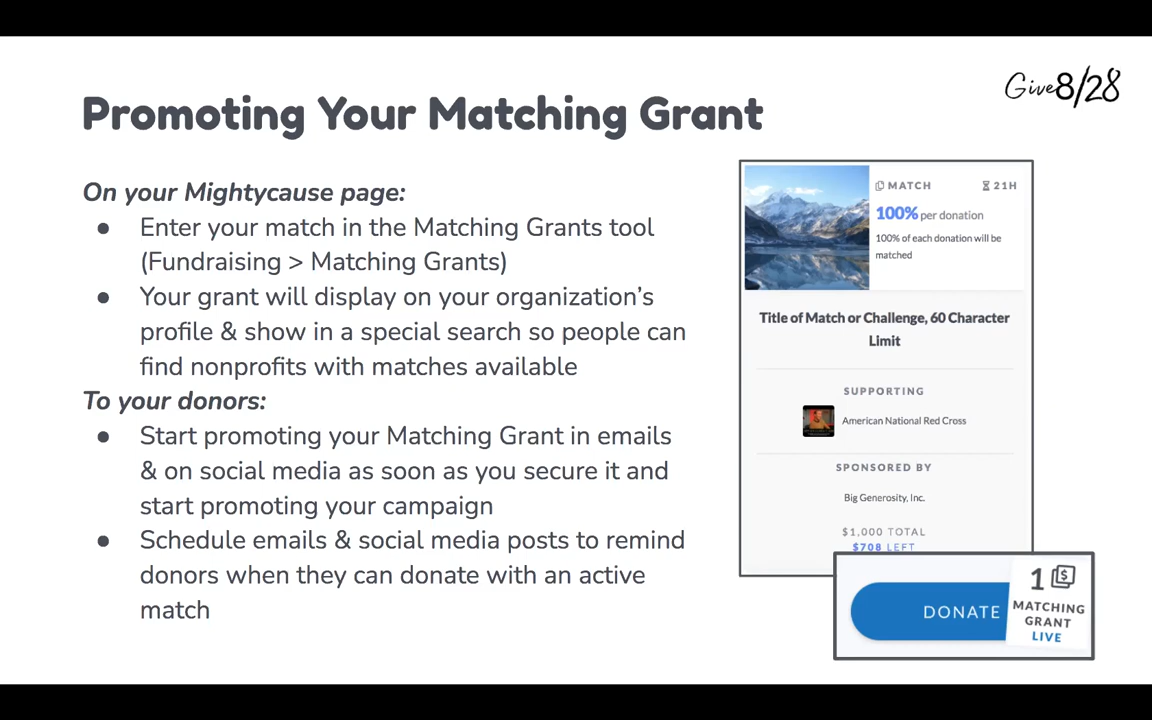 Give8/28
Promoting Your Matching Grant
On your Mightycause page:
● Enter your match in the Matching Grants tool
(Fundraising > Matching Grants)
● Your grant will display on your organization’s
profile & show in a special search so people can
find nonprofits with matches available
To your donors:
● Start promoting your Matching Grant in emails
& on social media as soon as you secure it and
start promoting your campaign
● Schedule emails & social media posts to remind
donors when they can donate with an active
match
MATCH
21H
100% per donation
100% of each donation will be
matched
Title of Match or Challenge, 60 Character
Limit
SUPPORTING
American National Red Cross
SPONSORED BY
Big Generosity, Inc.
$1,000 TOTAL
$708 LEFT
DONATE
1
MATCHING
GRANT
LIVE